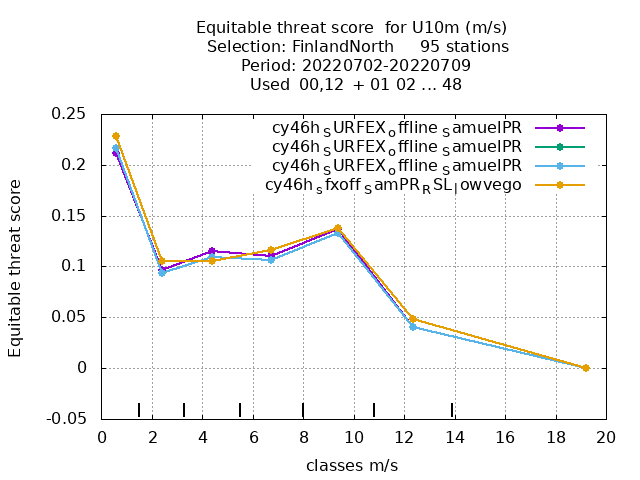 Equitable threat score for U10m (m/s)
Selection: FinlandNorth 95 stations
Period: 20220702-20220709
Used 00,12 + 01 02 ... 48
cy46h_SURFEX_offline_SamuelPR
cy46h_SURFEX_offline_SamuelPR
cy46h_SURFEX_offline_SamuelPR
cy46h_sfxoff_SamPR_RSL_lowvego
0.25
0.2
0.15
0.1
0.05
0
-0.05
Equitable threat score
0 2 4 6 8 10 12 14 16 18 20
classes m/s